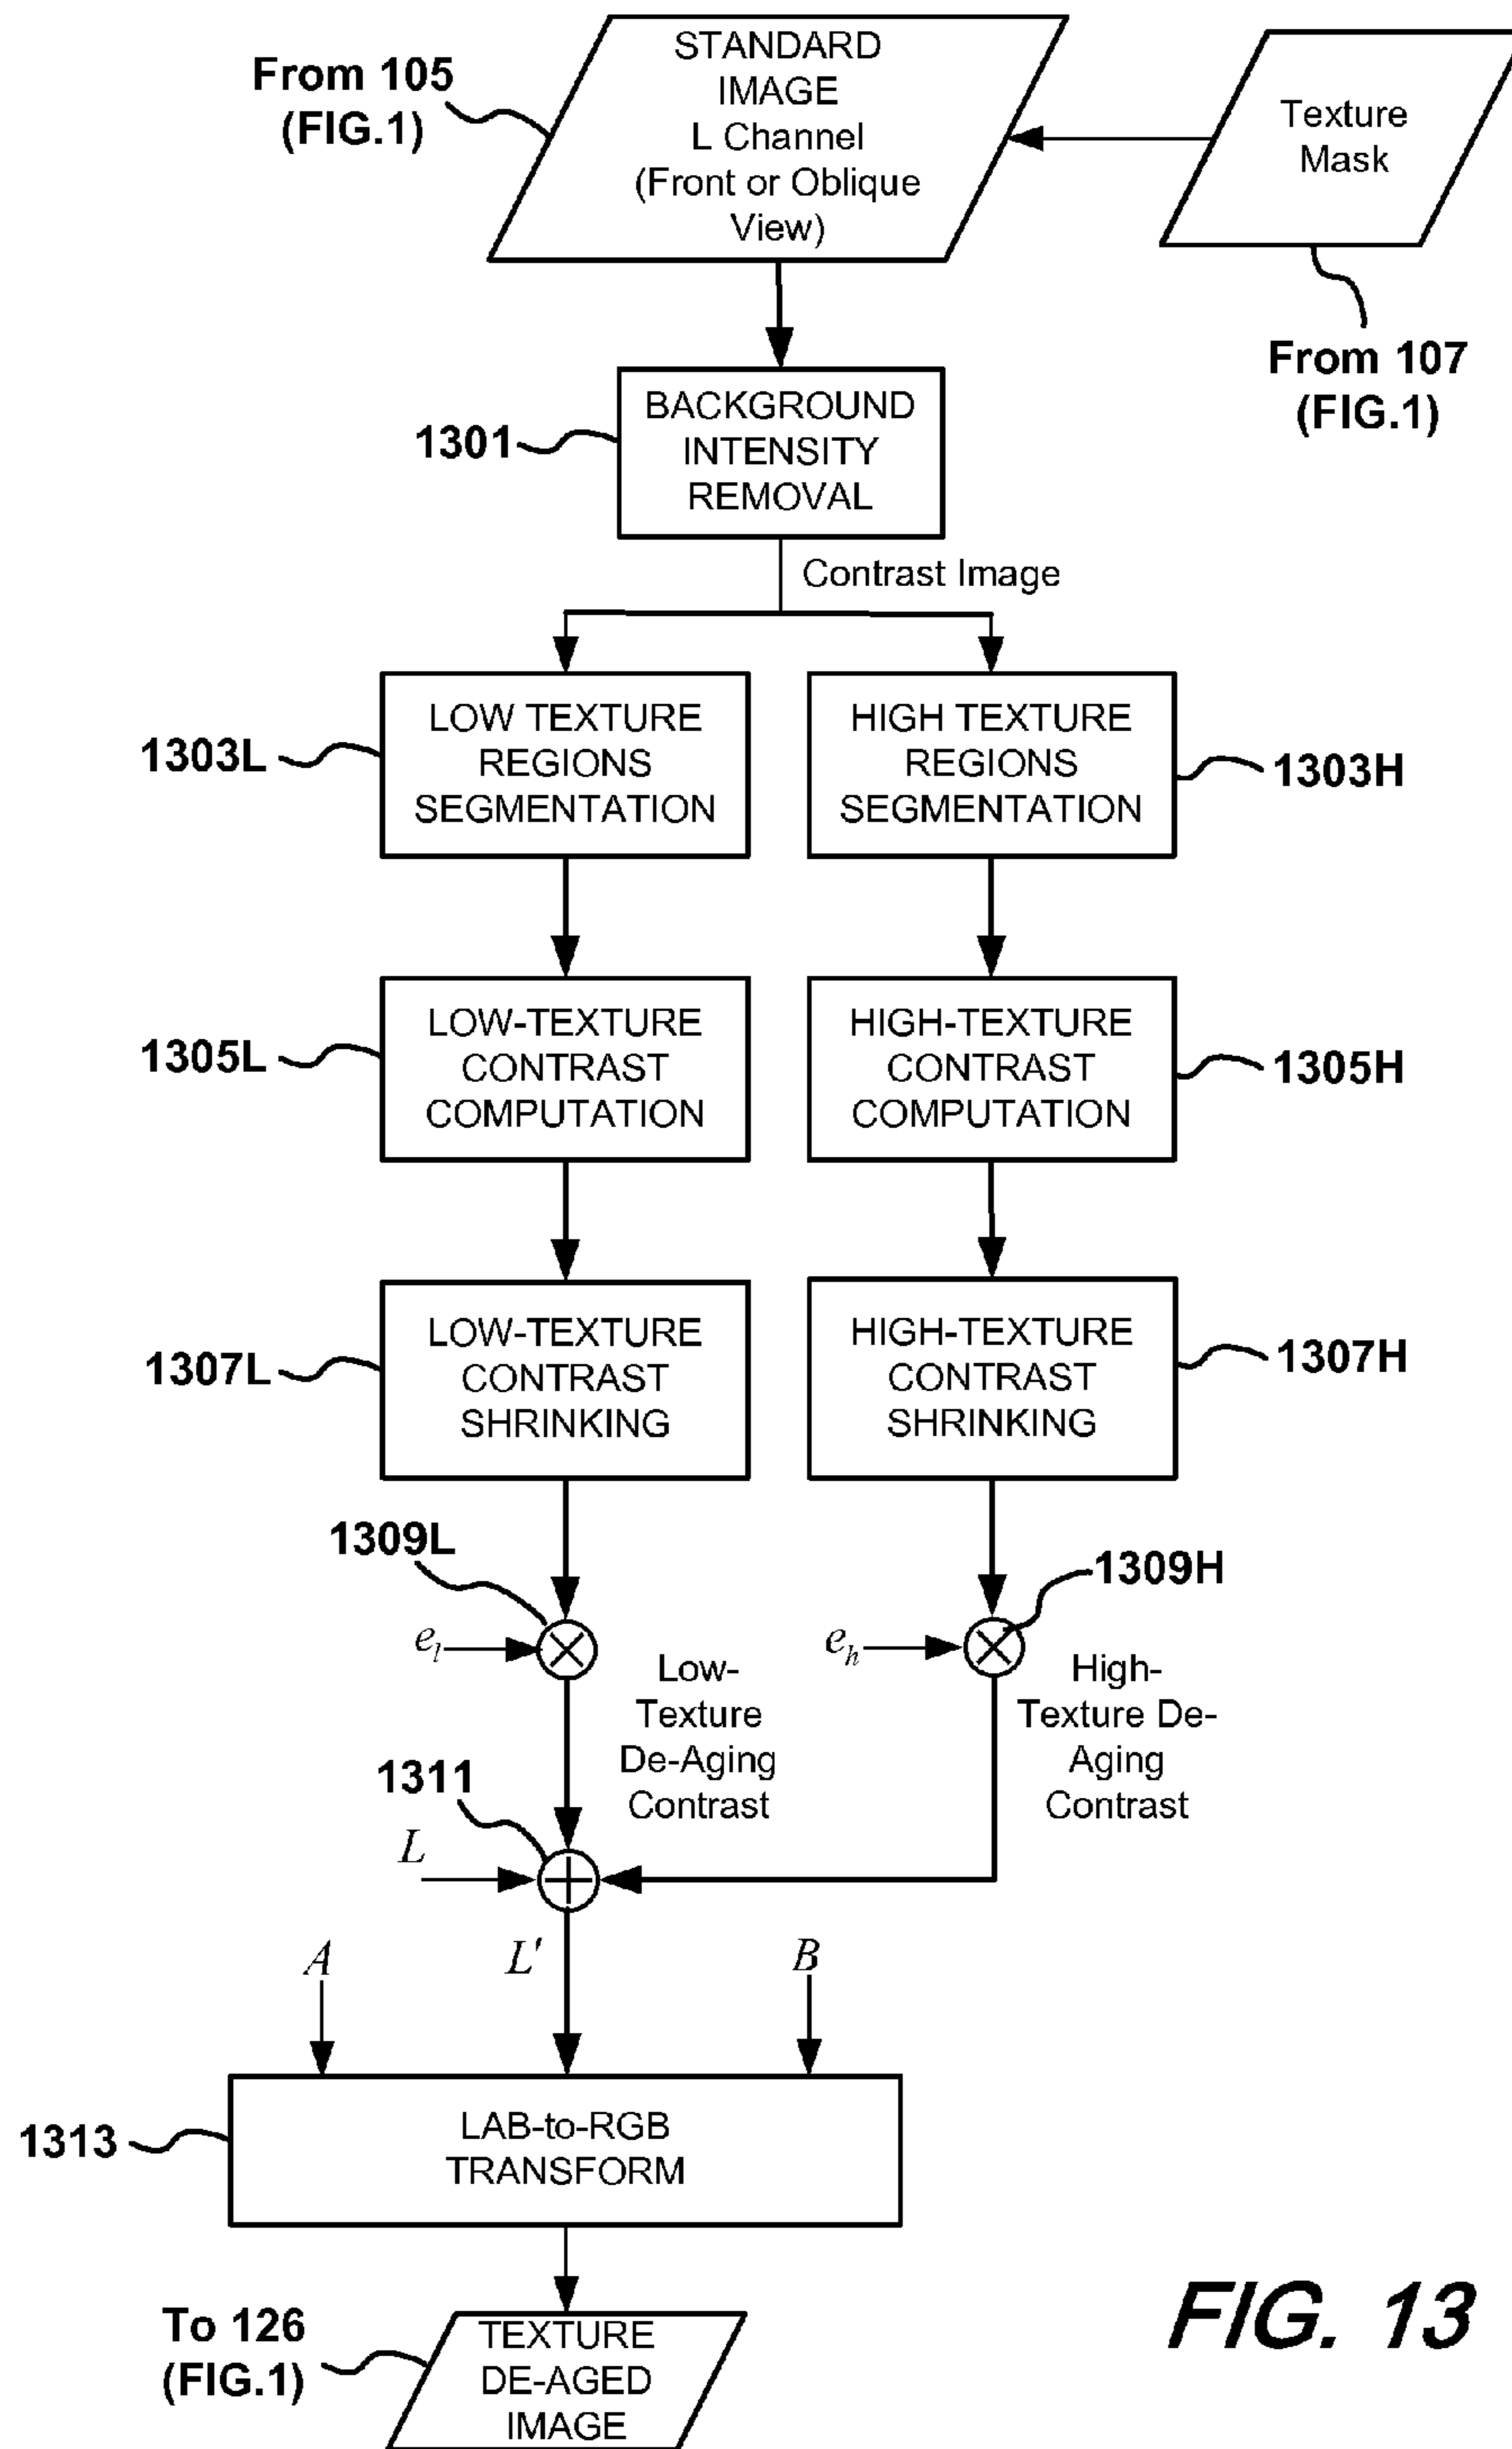 STANDARD
IMAGE
L Channel
(Front or Oblique
View)
From 105
(FIG.1)
Texture
Mask
From 107
(FIG.1)
BACKGROUND
INTENSITY
REMOVAL
1301
Contrast Image
LOW TEXTURE
REGIONS
SEGMENTATION
1303L
HIGH TEXTURE
REGIONS
SEGMENTATION
1303H
LOW-TEXTURE
CONTRAST
COMPUTATION
1305L
HIGH-TEXTURE
CONTRAST
COMPUTATION
1305H
LOW-TEXTURE
CONTRAST
SHRINKING
1307L
HIGH-TEXTURE
CONTRAST
SHRINKING
1307H
1309L
1309H
e_l
e_h
Low-
Texture
De-Aging
Contrast
High-
Texture De-
Aging
Contrast
1311
L
A
L'
B
1313
LAB-to-RGB
TRANSFORM
To 126
(FIG.1)
TEXTURE
DE-AGED
IMAGE
FIG. 13